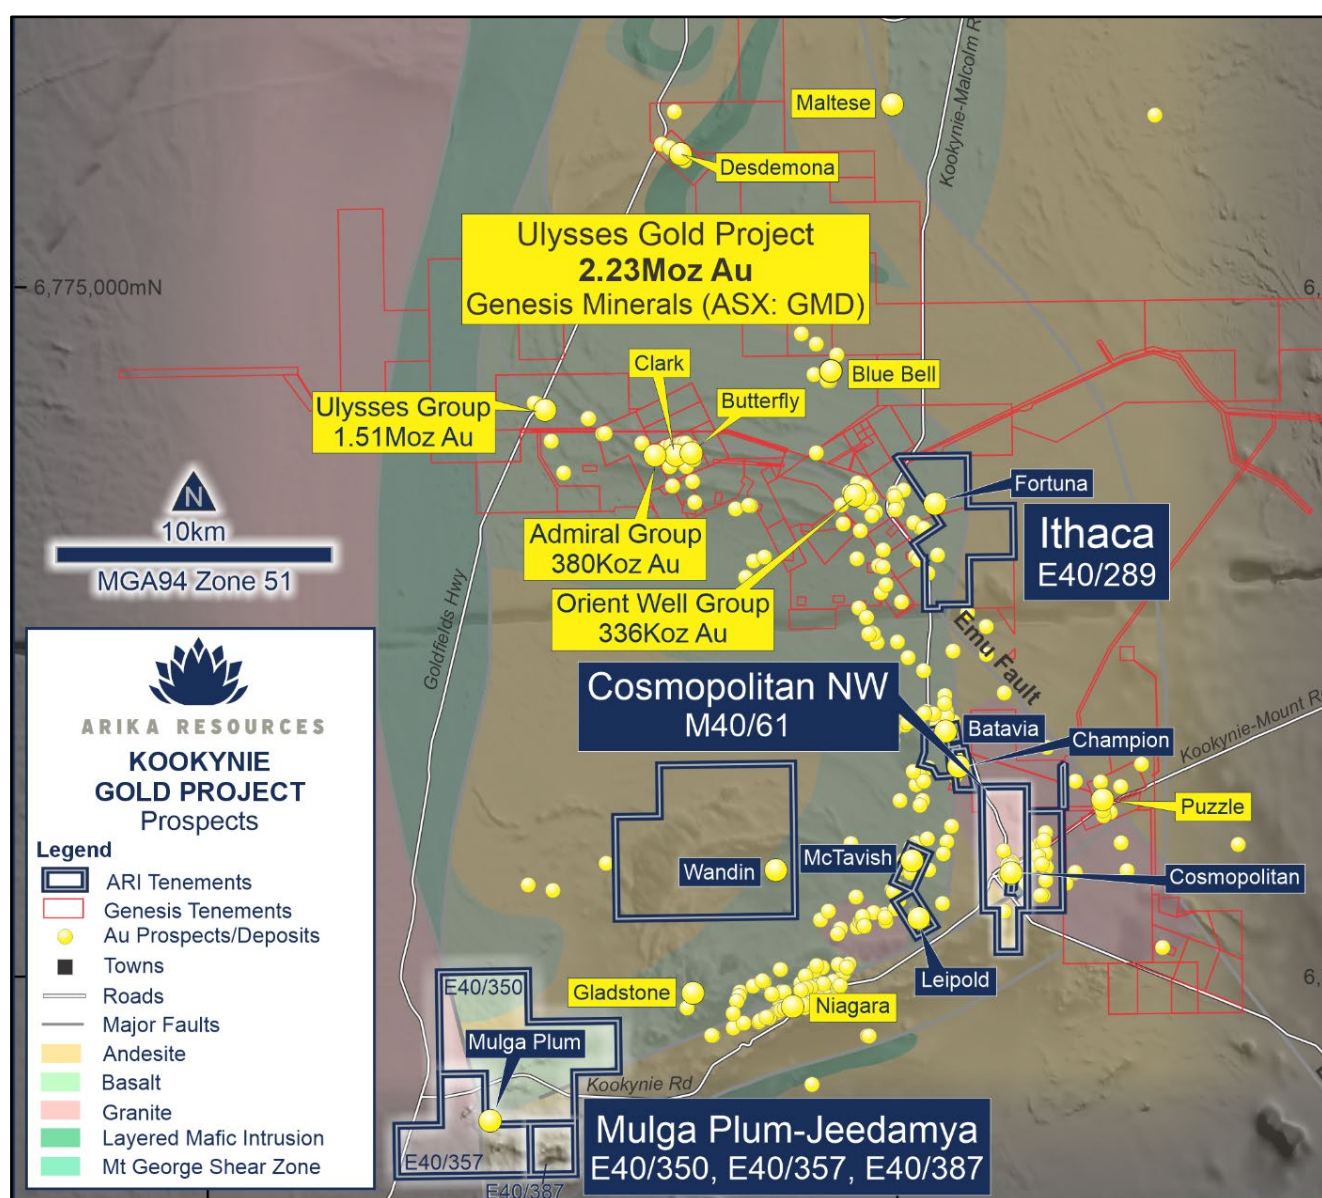 Maltese
Kookynie-Malcolm R
Desdemona
Ulysses Gold Project
2.23Moz Au
Genesis Minerals (ASX: GMD)
6,775,000mN
6,
Clark
Blue Bell
Butterfly
Ulysses Group
1.51Moz Au
N
10km
MGA94 Zone 51
Fortuna
Ithaca
E40/289
Admiral Group
380Koz Au
Orient Well Group
336Koz Au
Goldfields Hwy
Emu Fault
Cosmopolitan NW
M40/61
Batavia
Champion
Kookynie-Mount R
Puzzle
McTavish
Wandin
Cosmopolitan
Leipold
Gladstone
Niagara
6,
E40/350
Mulga Plum
Kookynie Rd
E40/357
E40/387
Mulga Plum-Jeedamya
E40/350, E40/357, E40/387
ARIKA RESOURCES
KOOKYNIE
GOLD PROJECT
Prospects
Legend
ARI Tenements
Genesis Tenements
Au Prospects/Deposits
Towns
Roads
Major Faults
Andesite
Basalt
Granite
Layered Mafic Intrusion
Mt George Shear Zone